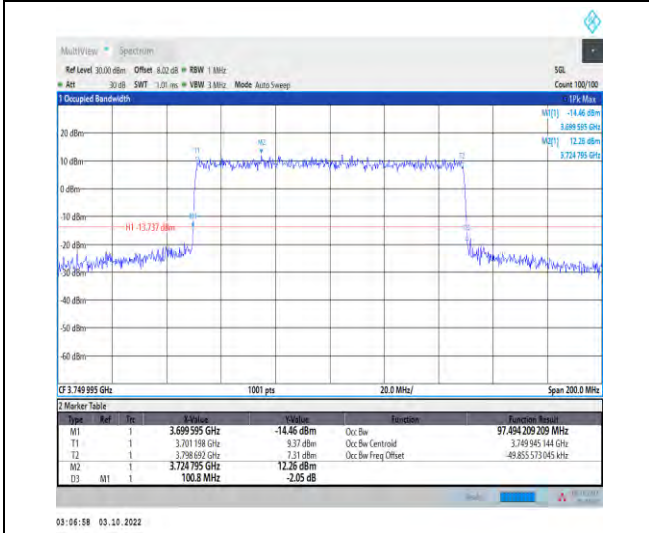 MultiView Spectrum
Ref Level 30.00 dBm Offset 8.02 dB RBW 1 MHz SGL
Att 30 dB SWT 1.01 ms VBW 3 MHz Mode Auto Sweep Count 100/100
1 Occupied Bandwidth 1Pk Max
M1[1] -14.46 dBm
3.699 595 GHz
M2[1] 12.26 dBm
3.724 795 GHz
20 dBm
M2
T1
10 dBm
0 dBm
-10 dBm
H1 -13.737 dBm
-20 dBm
-30 dBm
-40 dBm
-50 dBm
-60 dBm
CF 3.749 995 GHz 1001 pts 20.0 MHz/ Span 200.0 MHz
2 Marker Table
Type Ref Trc X-Value Y-Value Function Function Result
M1 1 3.699 595 GHz -14.46 dBm Occ Bw 97.494 209 209 MHz
T1 1 3.701 198 GHz 9.37 dBm Occ Bw Centroid 3.749 945 144 GHz
T2 1 3.798 692 GHz 7.31 dBm Occ Bw Freq Offset -49.855 573 045 kHz
M2 1 3.724 795 GHz 12.26 dBm
D3 M1 1 100.8 MHz -2.05 dB
03:06:58 03.10.2022